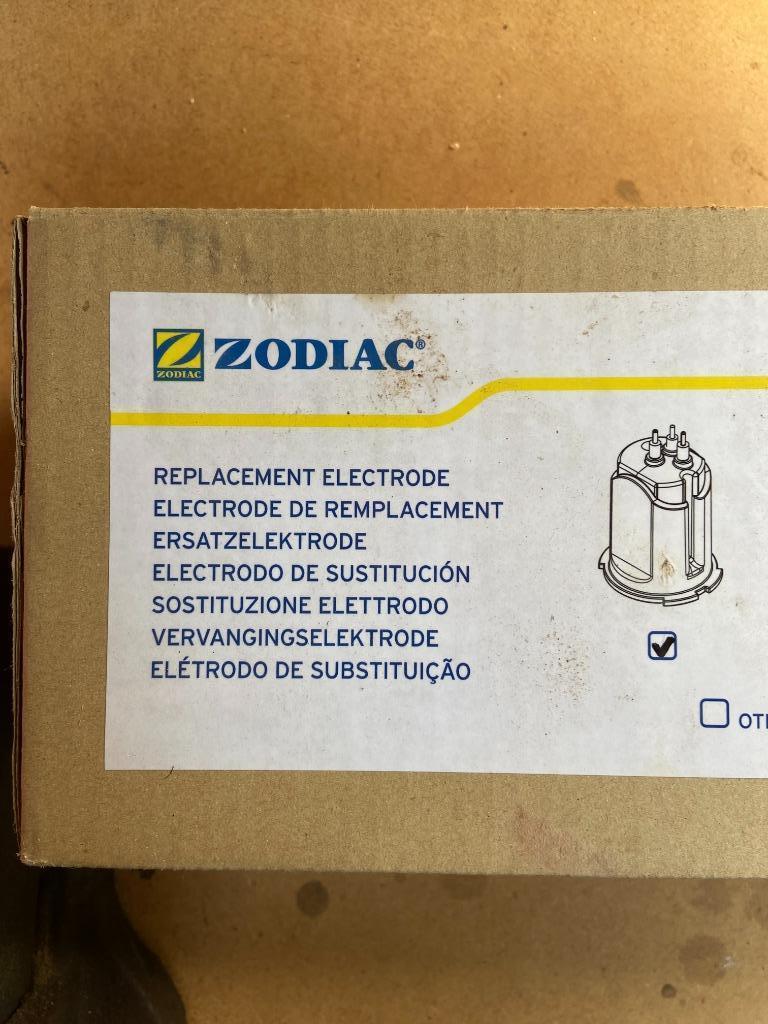 ZODIAC
ZODIAC®
REPLACEMENT ELECTRODE
ELECTRODE DE REMPLACEMENT
ERSATZELEKTRODE
ELECTRODO DE SUSTITUCIÓN
SOSTITUZIONE ELETTRODO
VERVANGINGSELEKTRODE
ELÉTRODO DE SUBSTITUIÇÃO